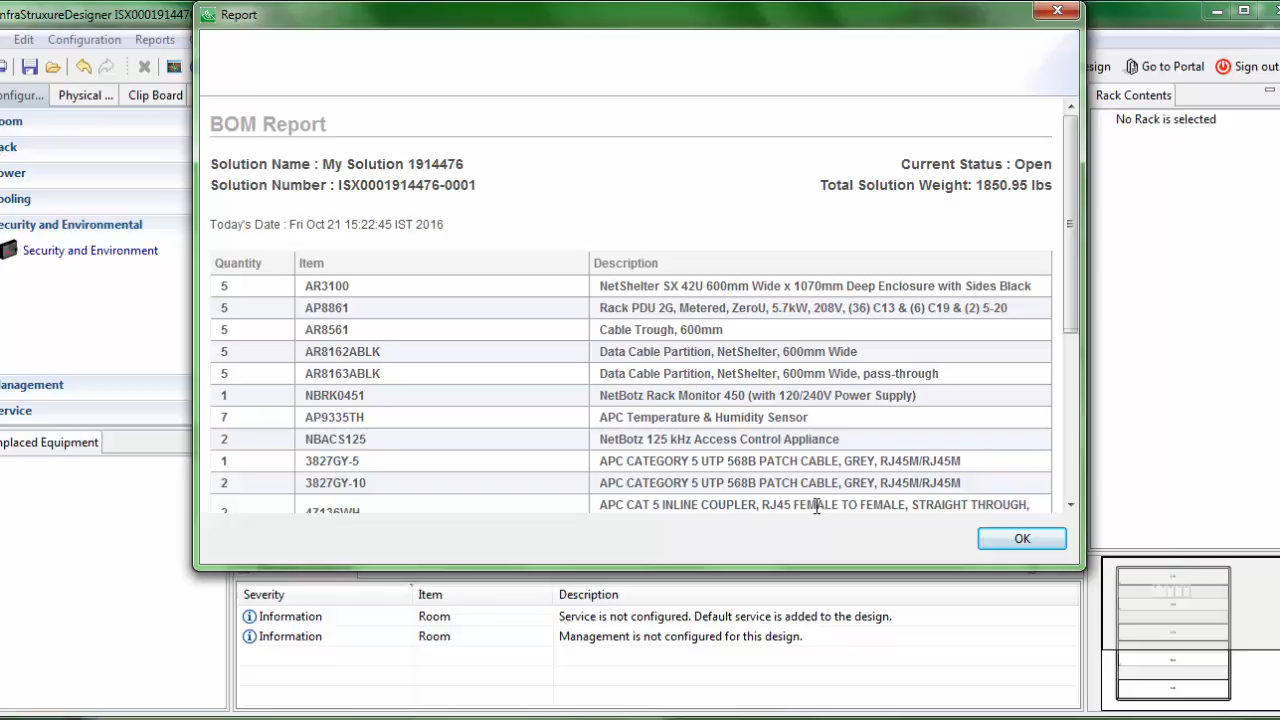 nfraStruxureDesigner ISX000191447
Report
Edit Configuration Reports
sign Go to Portal Sign out
onfigur... Physical ... Clip Board
Rack Contents
No Rack is selected
oom
ack
ower
ooling
ecurity and Environmental
Security and Environment
anagement
ervice
nplaced Equipment
BOM Report
Solution Name : My Solution 1914476 Current Status : Open
Solution Number : ISX0001914476-0001 Total Solution Weight: 1850.95 lbs
Today's Date : Fri Oct 21 15:22:45 IST 2016
Quantity Item Description
5 AR3100 NetShelter SX 42U 600mm Wide x 1070mm Deep Enclosure with Sides Black
5 AP8861 Rack PDU 2G, Metered, ZeroU, 5.7kW, 208V, (36) C13 & (6) C19 & (2) 5-20
5 AR8561 Cable Trough, 600mm
5 AR8162ABLK Data Cable Partition, NetShelter, 600mm Wide
5 AR8163ABLK Data Cable Partition, NetShelter, 600mm Wide, pass-through
1 NBRK0451 NetBotz Rack Monitor 450 (with 120/240V Power Supply)
7 AP9335TH APC Temperature & Humidity Sensor
2 NBACS125 NetBotz 125 kHz Access Control Appliance
1 3827GY-5 APC CATEGORY 5 UTP 568B PATCH CABLE, GREY, RJ45M/RJ45M
2 3827GY-10 APC CATEGORY 5 UTP 568B PATCH CABLE, GREY, RJ45M/RJ45M
2 47136WH APC CAT 5 INLINE COUPLER, RJ45 FEMALE TO FEMALE, STRAIGHT THROUGH,
OK
Severity Item Description
Information Room Service is not configured. Default service is added to the design.
Information Room Management is not configured for this design.